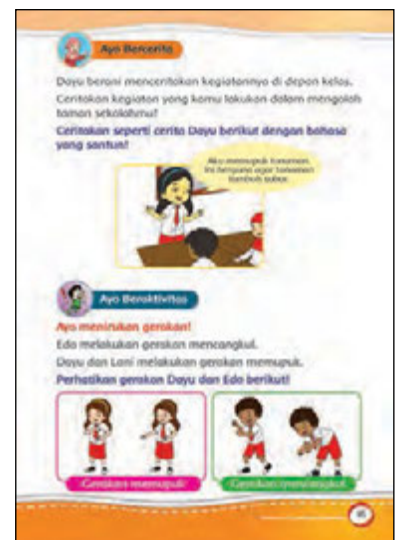 Ayo Bercerita
Dayu berani menceritakan kegiatannya di depan kelas.
Ceritakan kegiatan yang kamu lakukan dalam mengolah
taman sekolahmu!
Ceritakan seperti cerita Dayu berikut dengan bahasa
yang santun!
Aku memupuk tanaman.
Ini berguna agar tanaman
tumbuh subur.
Ayo Beraktivitas
Ayo menirukan gerakan!
Edo melakukan gerakan mencangkul.
Dayu dan Lani melakukan gerakan memupuk.
Perhatikan gerakan Dayu dan Edo berikut!
Gerakan memupuk
Gerakan mencangkul